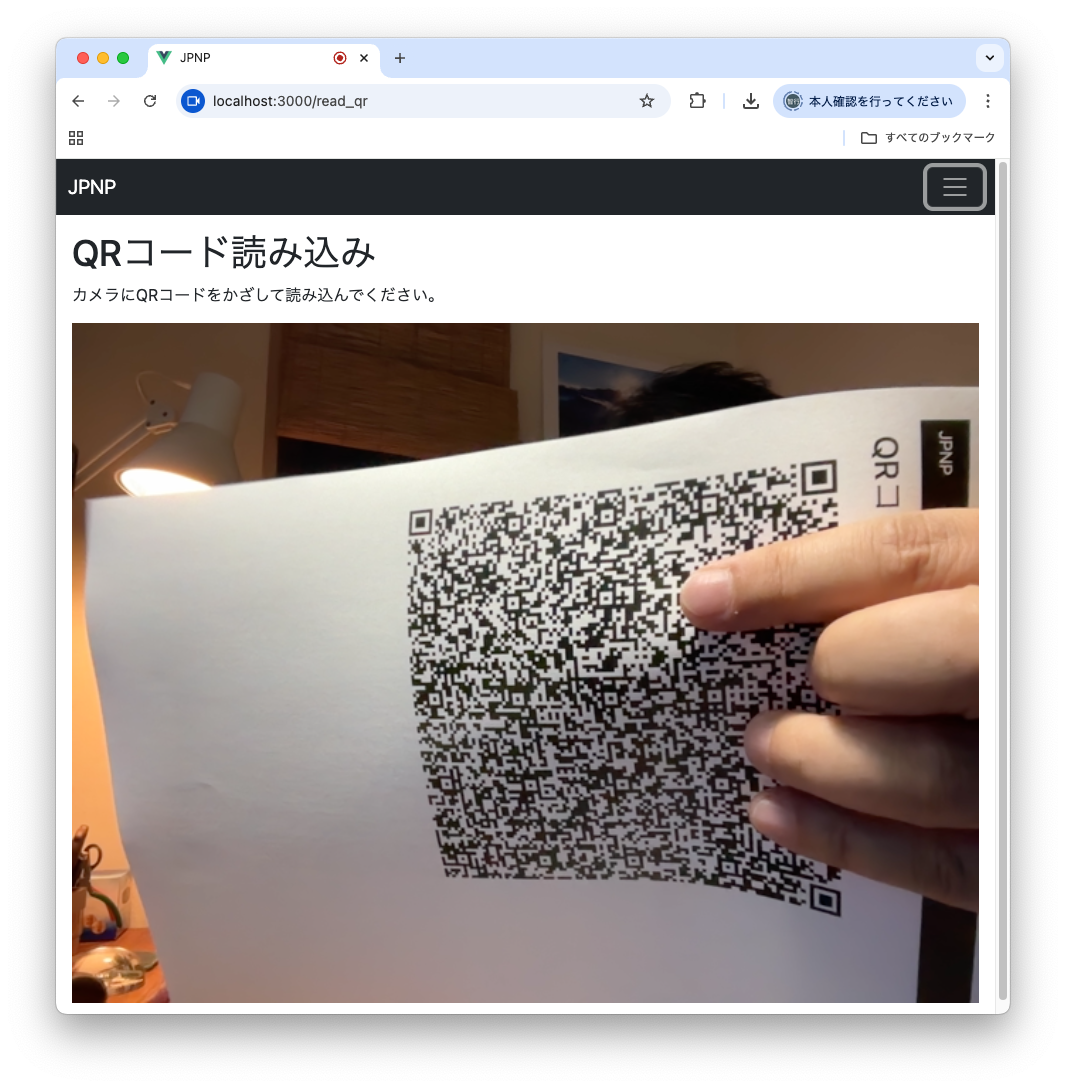 JPNP
localhost:3000/read_qr
本人確認を行ってください
すべてのブックマーク
JPNP
QRコード読み込み
カメラにQRコードをかざして読み込んでください。
JPNP
QRコ